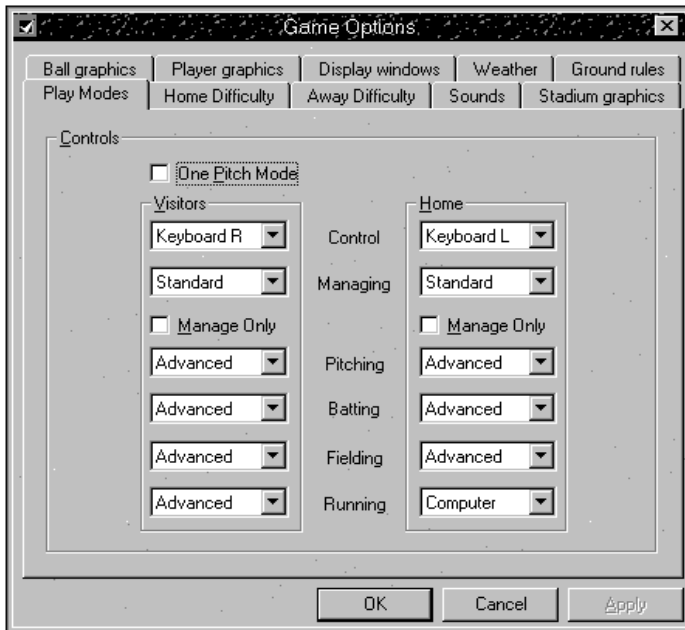 Game Options
Ball graphics Player graphics Display windows Weather Ground rules
Play Modes Home Difficulty Away Difficulty Sounds Stadium graphics
Controls
One Pitch Mode
Visitors Home
Keyboard R Control Keyboard L
Standard Managing Standard
Manage Only Manage Only
Advanced Pitching Advanced
Advanced Batting Advanced
Advanced Fielding Advanced
Advanced Running Computer
OK Cancel Apply